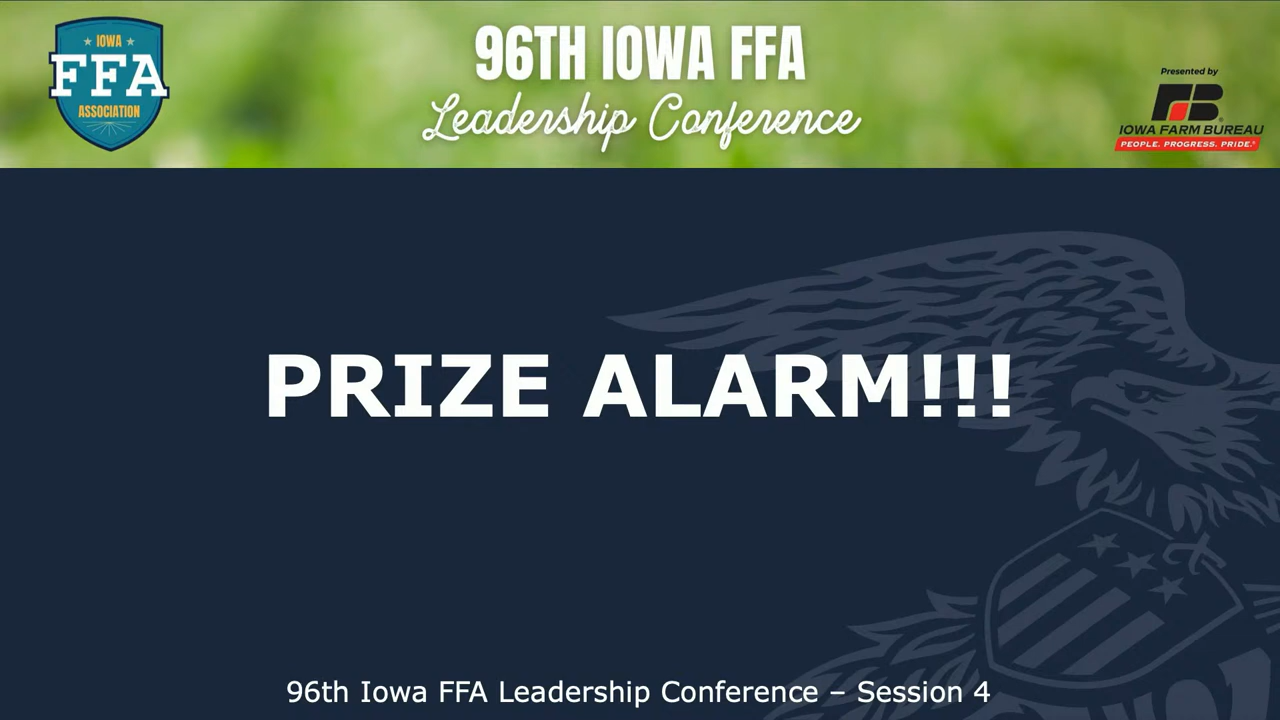 IOWA
FFA
ASSOCIATION
96TH IOWA FFA
Leadership Conference
Presented by
FB®
IOWA FARM BUREAU
PEOPLE. PROGRESS. PRIDE.®
PRIZE ALARM!!!
96th Iowa FFA Leadership Conference – Session 4